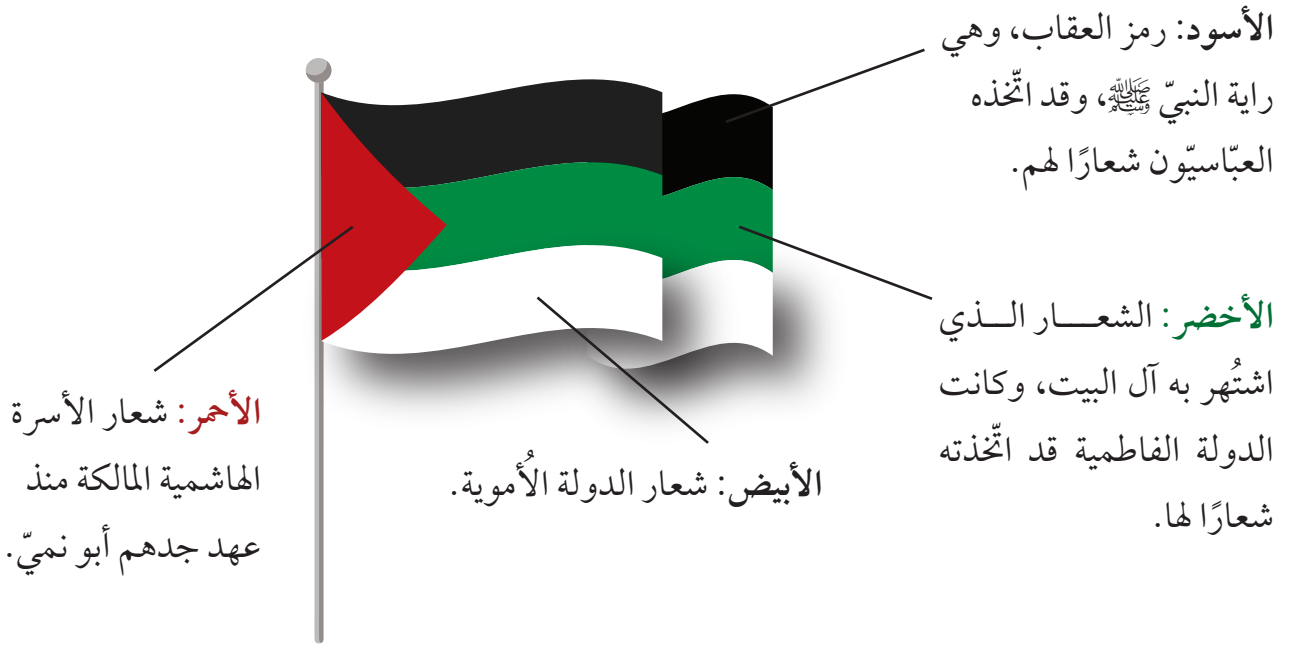 الأسود: رمز العقاب، وهي
راية النبيّ ﷺ، وقد اتّخذه
العبّاسيّون شعارًا لهم.
الأخضر: الشعار الذي
اشتُهر به آل البيت، وكانت
الدولة الفاطمية قد اتّخذته
شعارًا لها.
الأبيض: شعار الدولة الأُموية.
الأحمر: شعار الأسرة
الهاشمية المالكة منذ
عهد جدهم أبو نميّ.